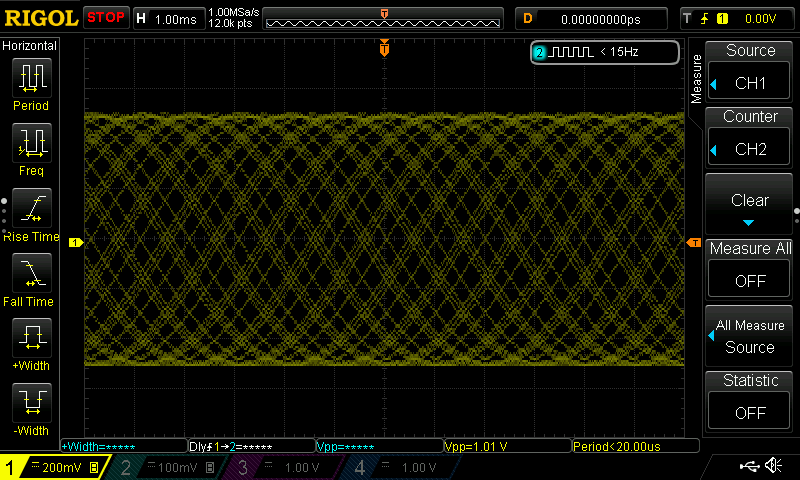 RIGOL STOP H 1.00ms 1.00MSa/s 12.0k pts T D 0.00000000ps T 1 0.00V
Horizontal
Period
Freq
Rise Time
Fall Time
+Width
-Width
T
2 < 15Hz
1
T
Measure
Source
CH1
Counter
CH2
Clear
Measure All
OFF
All Measure
Source
Statistic
OFF
+Width=***** Dly 1→2=***** Vpp=***** Vpp=1.01 V Period<20.00us
1 200mV B 2 100mV B 3 1.00 V 4 1.00 V